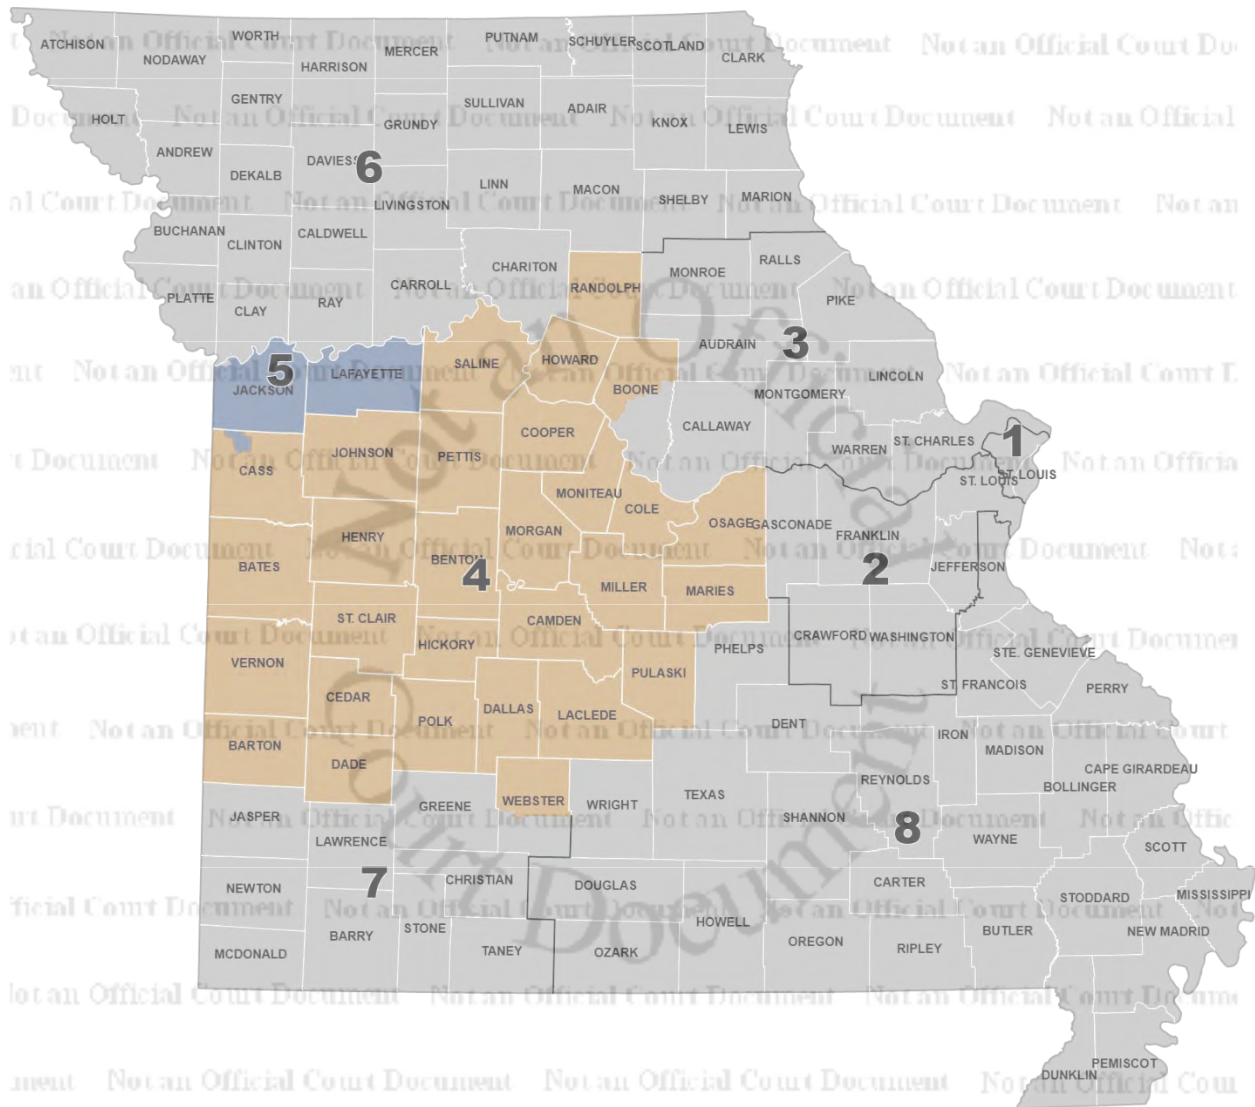 Not an Official Court Document
ATCHISON
NODAWAY
WORTH
HARRISON
MERCER
PUTNAM
SCHUYLER
SCOTLAND
CLARK
HOLT
GENTRY
SULLIVAN
ADAIR
KNOX
LEWIS
ANDREW
DEKALB
DAVIESS
6
GRUNDY
LINN
MACON
SHELBY
MARION
LIVINGSTON
BUCHANAN
CLINTON
CALDWELL
CHARITON
RANDOLPH
MONROE
RALLS
PLATTE
CLAY
RAY
CARROLL
PIKE
5
JACKSON
LAFAYETTE
SALINE
HOWARD
BOONE
AUDRAIN
3
LINCOLN
MONTGOMERY
CALLAWAY
WARREN
ST. CHARLES
1
ST. LOUIS
ST. LOUIS
CASS
JOHNSON
PETTIS
COOPER
MONITEAU
COLE
OSAGE
GASCONADE
FRANKLIN
2
JEFFERSON
BATES
HENRY
BENTON
4
MORGAN
MILLER
MARIES
ST. CLAIR
HICKORY
CAMDEN
PHELPS
CRAWFORD
WASHINGTON
STE. GENEVIEVE
VERNON
CEDAR
POLK
DALLAS
LACLEDE
PULASKI
ST. FRANCOIS
PERRY
BARTON
DADE
DENT
IRON
MADISON
CAPE GIRARDEAU
BOLLINGER
JASPER
LAWRENCE
GREENE
WEBSTER
WRIGHT
TEXAS
SHANNON
REYNOLDS
8
WAYNE
SCOTT
NEWTON
7
CHRISTIAN
DOUGLAS
HOWELL
CARTER
STODDARD
MISSISSIPPI
MCDONALD
BARRY
STONE
TANEY
OZARK
OREGON
RIPLEY
BUTLER
NEW MADRID
DUNKLIN
PEMISCOT
Not an Official Court Document